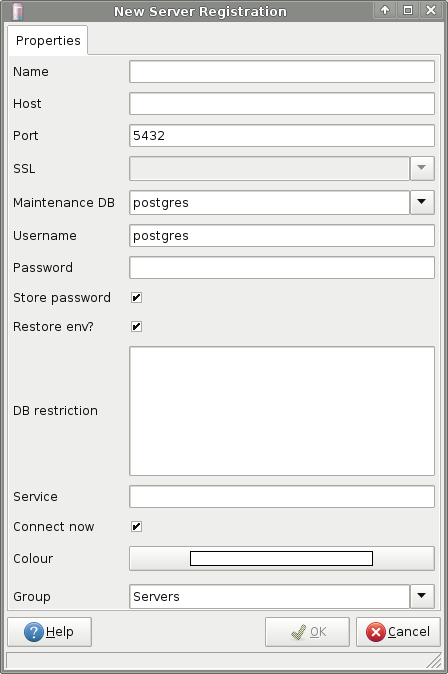 New Server Registration
Properties
Name
Host
Port 5432
SSL
Maintenance DB postgres
Username postgres
Password
Store password
Restore env?
DB restriction
Service
Connect now
Colour
Group Servers
Help OK Cancel